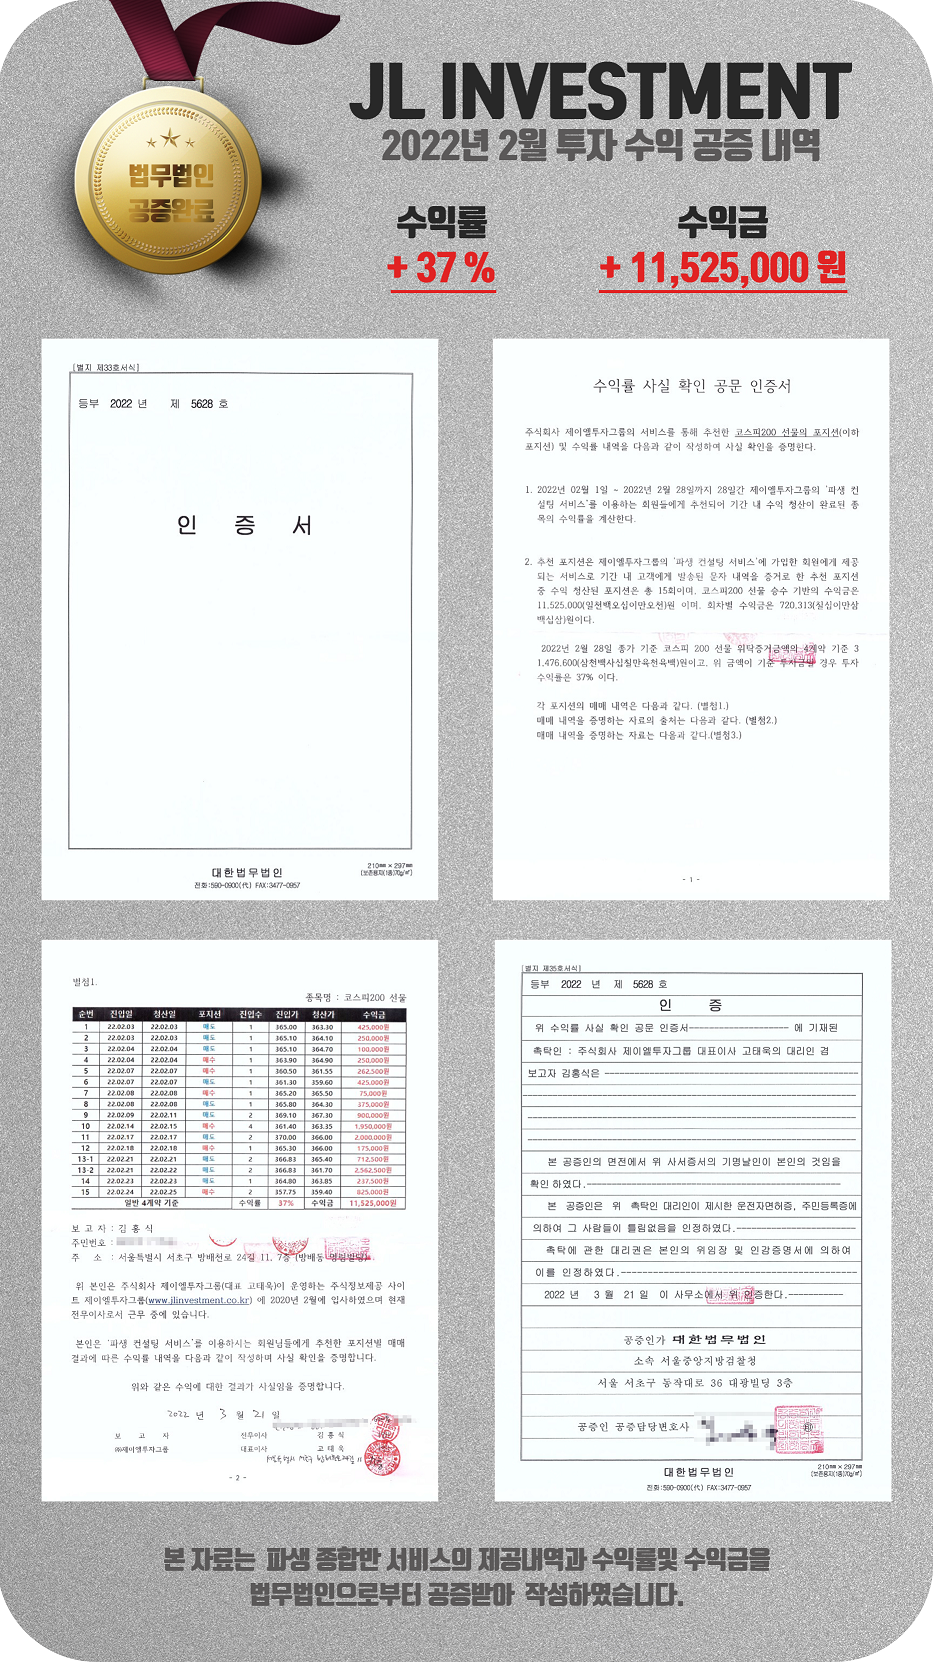 JL INVESTMENT
2022년 2월 투자 수익 공증 내역
법무법인
공증완료
수익률
+ 37 %
수익금
+ 11,525,000 원
[별지 제33호서식]
등부 2022 년 제 5628 호
인 증 서
대한법무법인
전화:590-0900(代) FAX:3477-0957
210㎜×297㎜
(보존용지(1종)70g/㎡)
수익률 사실 확인 공문 인증서
주식회사 제이엘투자그룹의 서비스를 통해 추천한 코스피200 선물의 포지션(이하
포지션) 및 수익률 내역을 다음과 같이 작성하여 사실 확인을 증명한다.
1. 2022년 02월 1일 ~ 2022년 2월 28일까지 28일간 제이엘투자그룹의 '파생 컨
설팅 서비스'를 이용하는 회원들에게 추천되어 기간 내 수익 청산이 완료된 종
목의 수익률을 계산한다.
2. 추천 포지션은 제이엘투자그룹의 '파생 컨설팅 서비스'에 가입한 회원에게 제공
되는 서비스로 기간 내 고객에게 발송된 문자 내역을 증거로 한 추천 포지션
중 수익 청산된 포지션은 총 15회이며, 코스피200 선물 승수 기반의 수익금은
11,525,000(일천백오십이만오천)원 이며, 회차별 수익금은 720,313(칠십이만삼
백십삼)원이다.
2022년 2월 28일 종가 기준 코스피 200 선물 위탁증거금액의 4계약 기준 3
1,476.600(삼천백사십칠만육천육백)원이고, 위 금액이 기준 투자금일 경우 투자
수익률은 37% 이다.
각 포지션의 매매 내역은 다음과 같다. (별첨1.)
매매 내역을 증명하는 자료의 출처는 다음과 같다. (별첨2.)
매매 내역을 증명하는 자료는 다음과 같다.(별첨3.)
- 1 -
별첨1.
종목명 : 코스피200 선물
순번 진입일 청산일 포지션 진입수 진입가 청산가 수익금
1 22.02.03 22.02.03 매도 1 365.00 363.30 425,000원
2 22.02.03 22.02.03 매도 1 365.10 364.10 250,000원
3 22.02.04 22.02.04 매도 1 365.10 364.70 100,000원
4 22.02.04 22.02.04 매수 1 363.90 364.90 250,000원
5 22.02.07 22.02.07 매수 1 360.50 361.55 262,500원
6 22.02.07 22.02.07 매도 1 361.30 359.60 425,000원
7 22.02.08 22.02.08 매수 1 365.20 365.50 75,000원
8 22.02.08 22.02.08 매도 1 365.80 364.30 375,000원
9 22.02.09 22.02.11 매도 2 369.10 367.30 900,000원
10 22.02.14 22.02.15 매수 4 361.40 363.35 1,950,000원
11 22.02.17 22.02.17 매도 2 370.00 366.00 2,000,000원
12 22.02.18 22.02.18 매수 1 365.30 366.00 175,000원
13-1 22.02.21 22.02.21 매도 2 366.83 365.40 712,500원
13-2 22.02.21 22.02.22 매도 2 366.83 361.70 2,562,500원
14 22.02.23 22.02.23 매도 1 364.80 363.85 237,500원
15 22.02.24 22.02.25 매수 2 357.75 359.40 825,000원
일반 4계약 기준 수익률 37% 수익금 11,525,000원
보 고 자 : 김 홍 식
주민번호 :
주 소 : 서울특별시 서초구 방배선로 24길 11, 7층 (방배동
위 본인은 주식회사 제이엘투자그룹(대표 고태욱)이 운영하는 주식정보제공 사이
트 제이엘투자그룹(www.jlinvestment.co.kr) 에 2020년 2월에 입사하였으며 현재
전무이사로서 근무 중에 있습니다.
본인은 '파생 컨설팅 서비스'를 이용하시는 회원님들에게 추천한 포지션별 매매
결과에 따른 수익률 내역을 다음과 같이 작성하며 사실 확인을 증명합니다.
위와 같은 수익에 대한 결과가 사실임을 증명합니다.
2022 년 3 월 21 일
보 고 자 전무이사 김 홍 식
㈜제이엘투자그룹 대표이사 고 태 욱
- 2 -
[별지 제35호서식]
등부 2022 년 제 5628 호
인 증
위 수익률 사실 확인 공문 인증서-------------------- 에 기재된
촉탁인 : 주식회사 제이엘투자그룹 대표이사 고태욱의 대리인 겸
보고자 김홍식은 ------------------------------------------------
본 공증인의 면전에서 위 사서증서의 기명날인이 본인의 것임을
확인 하였다.------------------------------------------------
본 공증인은 위 촉탁인 대리인이 제시한 운전자면허증, 주민등록증에
의하여 그 사람들이 틀림없음을 인정하였다.------------------------
촉탁에 관한 대리권은 본인의 위임장 및 인감증명서에 의하여
이를 인정하였다.------------------------------------------------
2022 년 3 월 21 일 이 사무소에서 위 인증한다.-----------
공증인가 대한법무법인
소속 서울중앙지방검찰청
서울 서초구 동작대로 36 대광빌딩 3층
공증인 공증담당변호사
대한법무법인
전화:590-0900(代) FAX:3477-0957
210㎜×297㎜
(보존용지(1종)70g/㎡)
본 자료는 파생 종합반 서비스의 제공내역과 수익률및 수익금을
법무법인으로부터 공증받아 작성하였습니다.